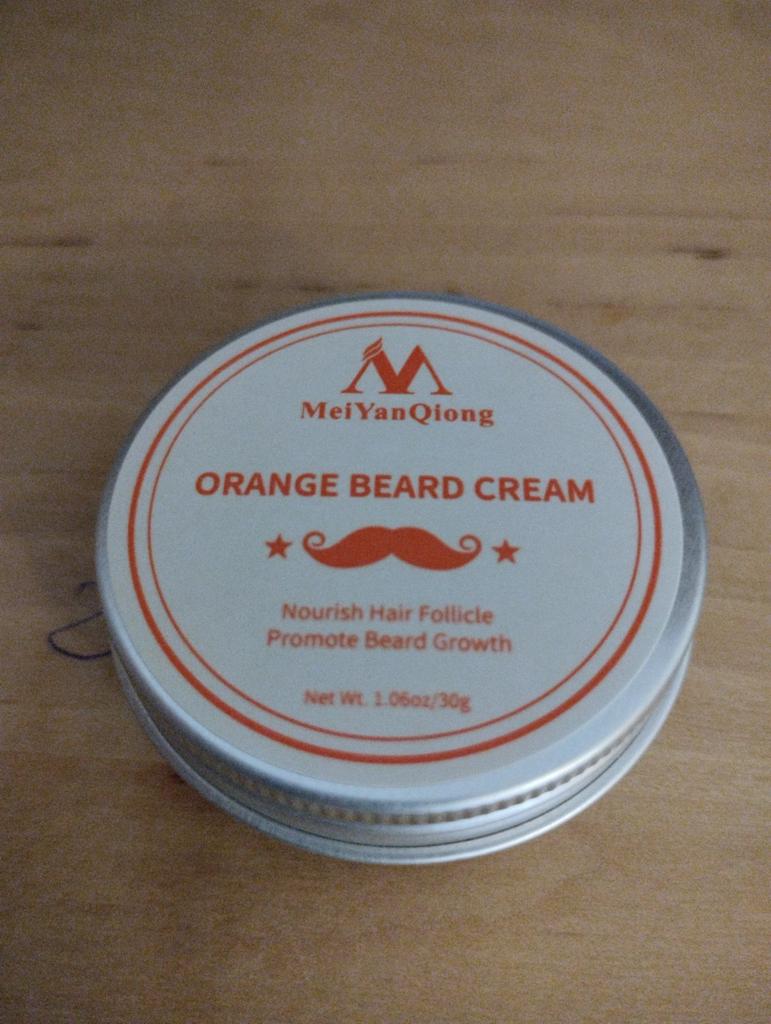 MeiYanQiong
ORANGE BEARD CREAM
Nourish Hair Follicle
Promote Beard Growth
Net Wt. 1.06oz/30g